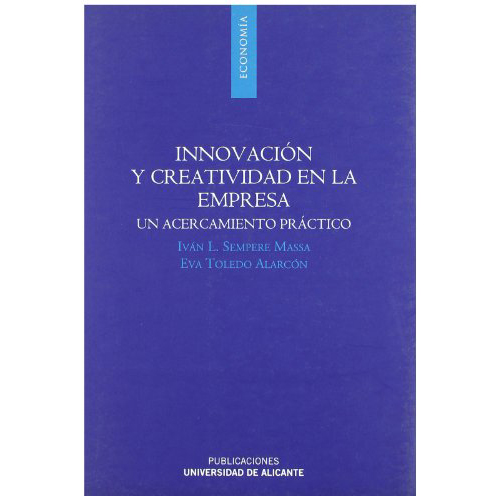 ECONOMÍA
INNOVACIÓN
Y CREATIVIDAD EN LA
EMPRESA
UN ACERCAMIENTO PRÁCTICO
IVÁN L. SEMPERE MASSA
EVA TOLEDO ALARCÓN
PUBLICACIONES
UNIVERSIDAD DE ALICANTE